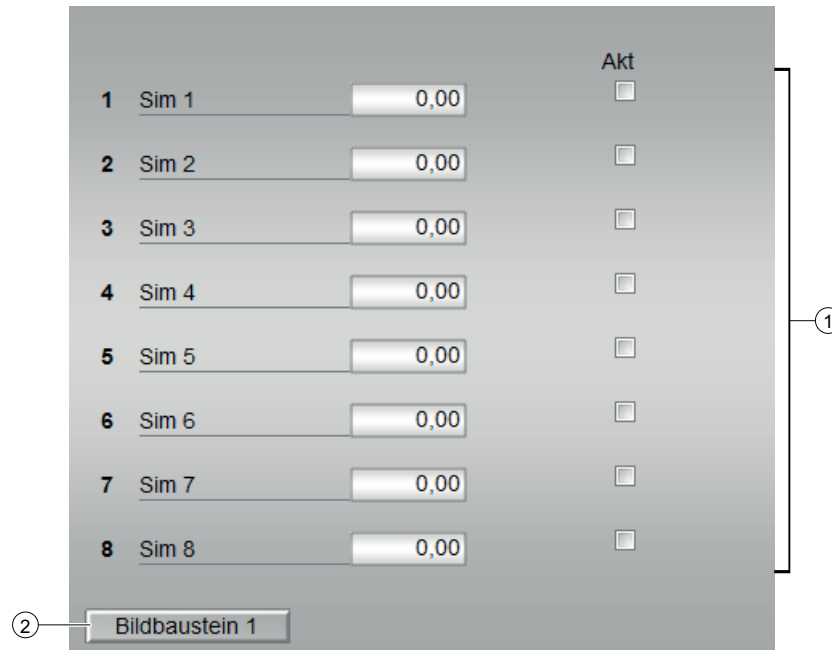 Akt
1 Sim 1 0,00
2 Sim 2 0,00
3 Sim 3 0,00
4 Sim 4 0,00
5 Sim 5 0,00
6 Sim 6 0,00
7 Sim 7 0,00
8 Sim 8 0,00
1
2 Bildbaustein 1